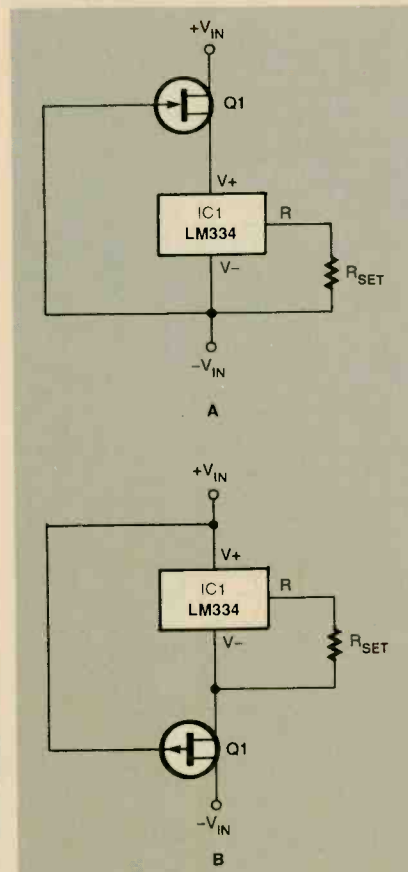 +V_IN
Q1
V+
IC1
LM334
R
V−
R_SET
−V_IN
A
+V_IN
V+
IC1
LM334
R
V−
R_SET
Q1
−V_IN
B